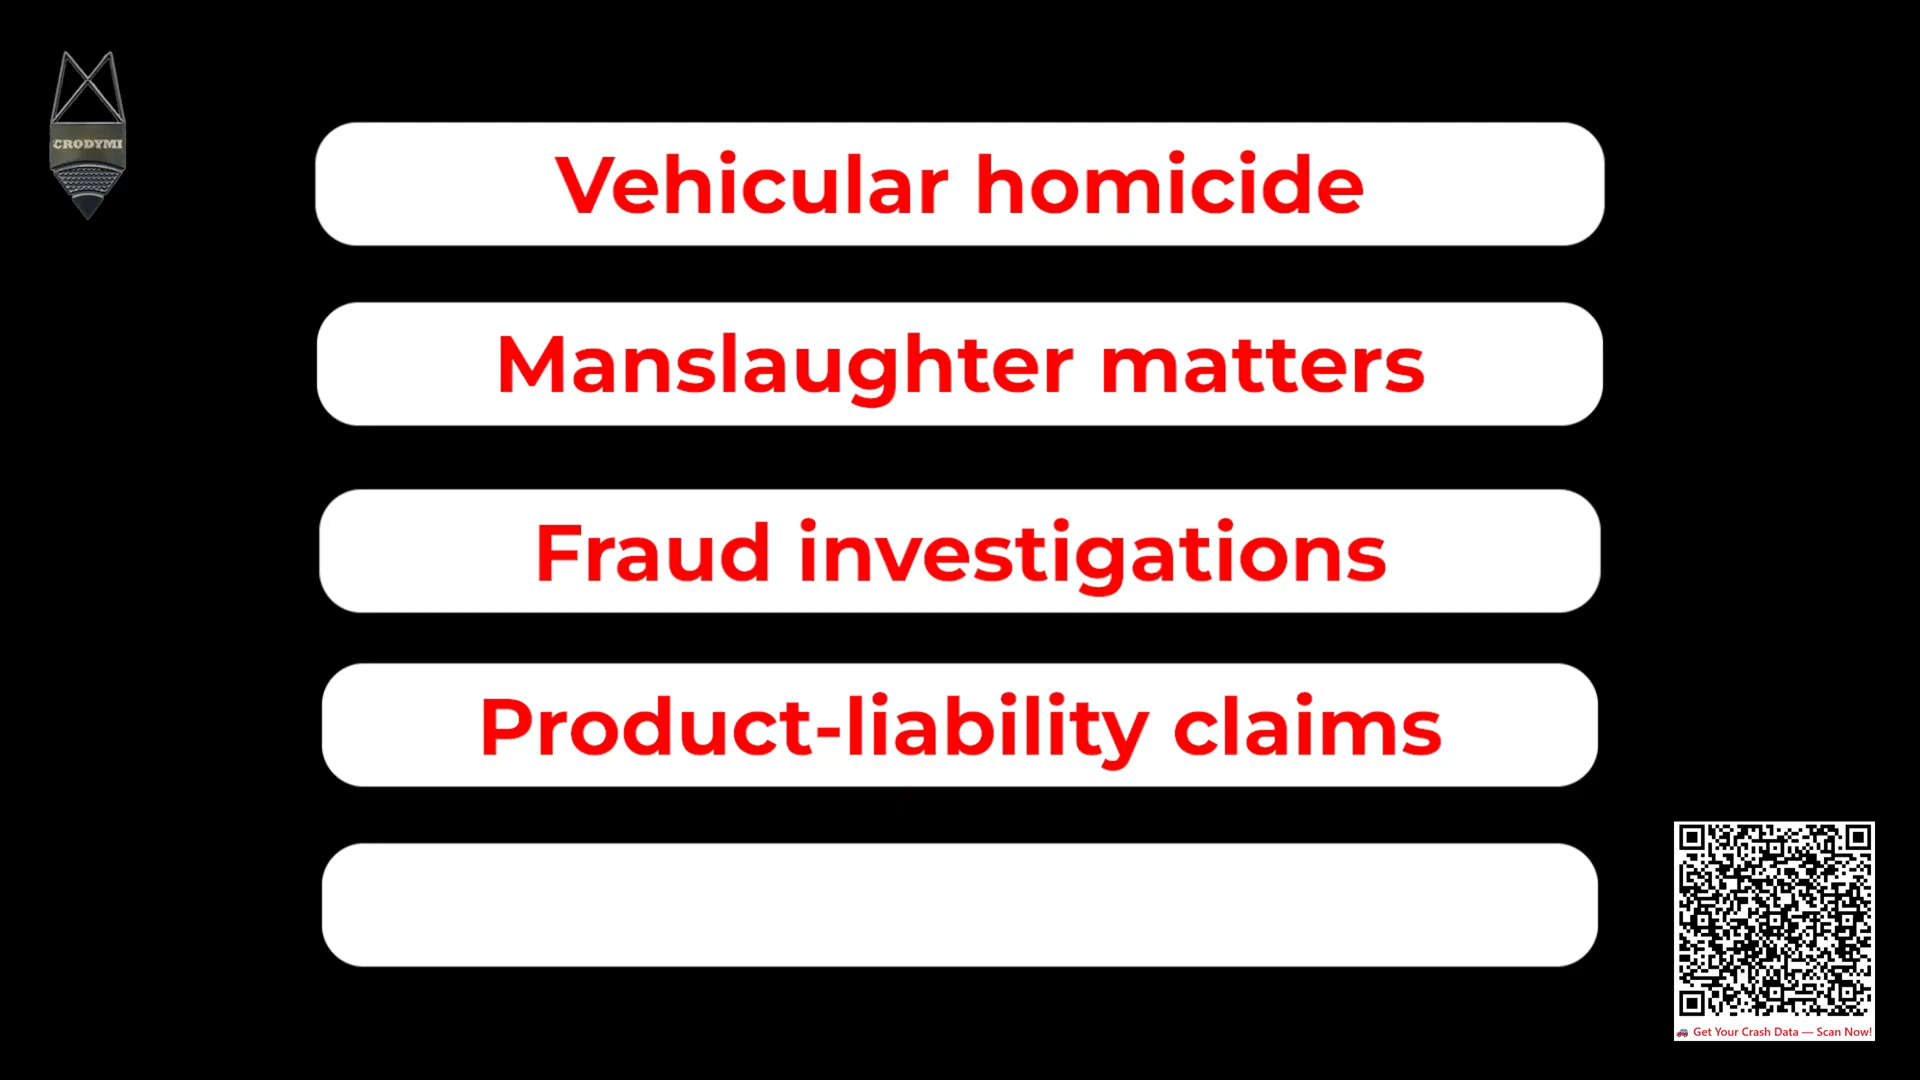 CRODYMI
Vehicular homicide
Manslaughter matters
Fraud investigations
Product-liability claims
Get Your Crash Data — Scan Now!